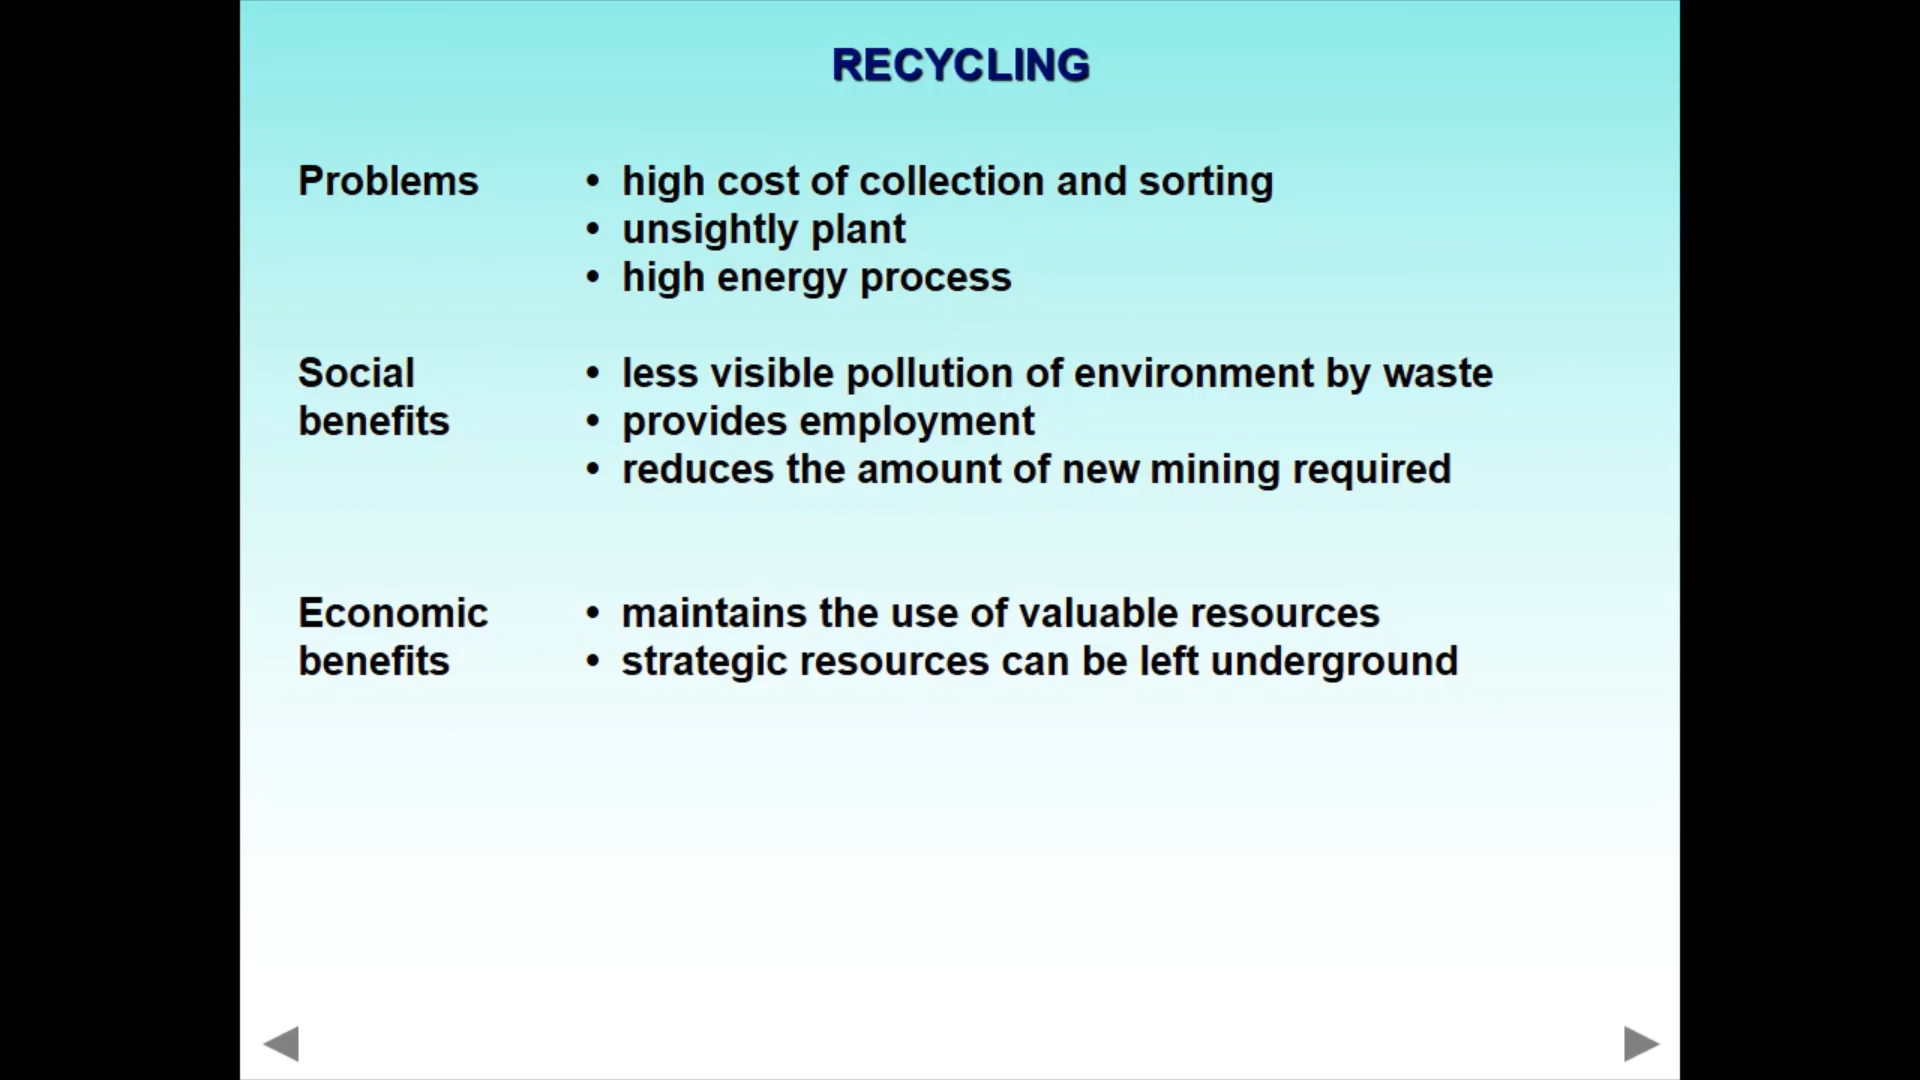 RECYCLING
Problems • high cost of collection and sorting
• unsightly plant
• high energy process
Social • less visible pollution of environment by waste
benefits • provides employment
• reduces the amount of new mining required
Economic • maintains the use of valuable resources
benefits • strategic resources can be left underground